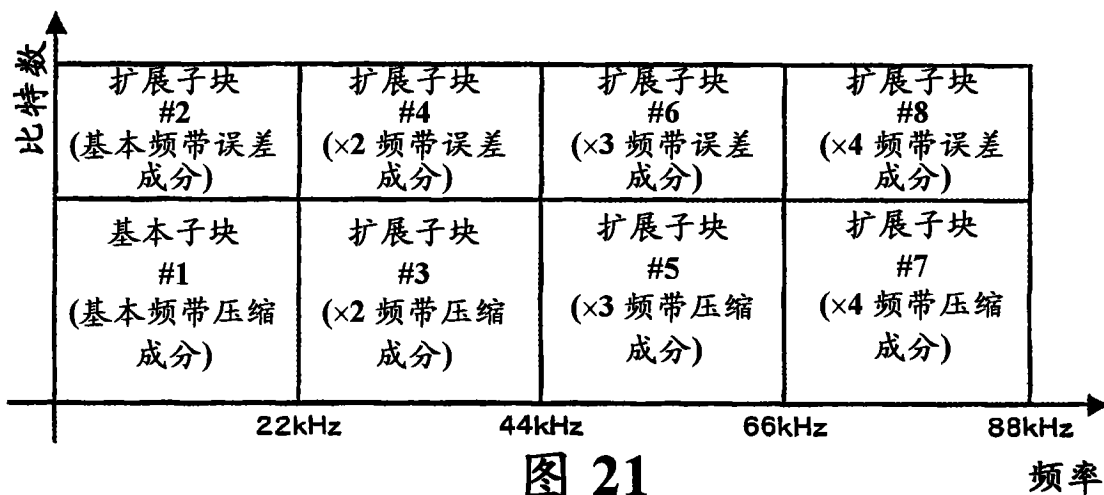 比特数
扩展子块
#2
(基本频带误差
成分)
扩展子块
#4
(×2 频带误差
成分)
扩展子块
#6
(×3 频带误差
成分)
扩展子块
#8
(×4 频带误差
成分)
基本子块
#1
(基本频带压缩
成分)
扩展子块
#3
(×2 频带压缩
成分)
扩展子块
#5
(×3 频带压缩
成分)
扩展子块
#7
(×4 频带压缩
成分)
22kHz
44kHz
66kHz
88kHz
频率
图 21